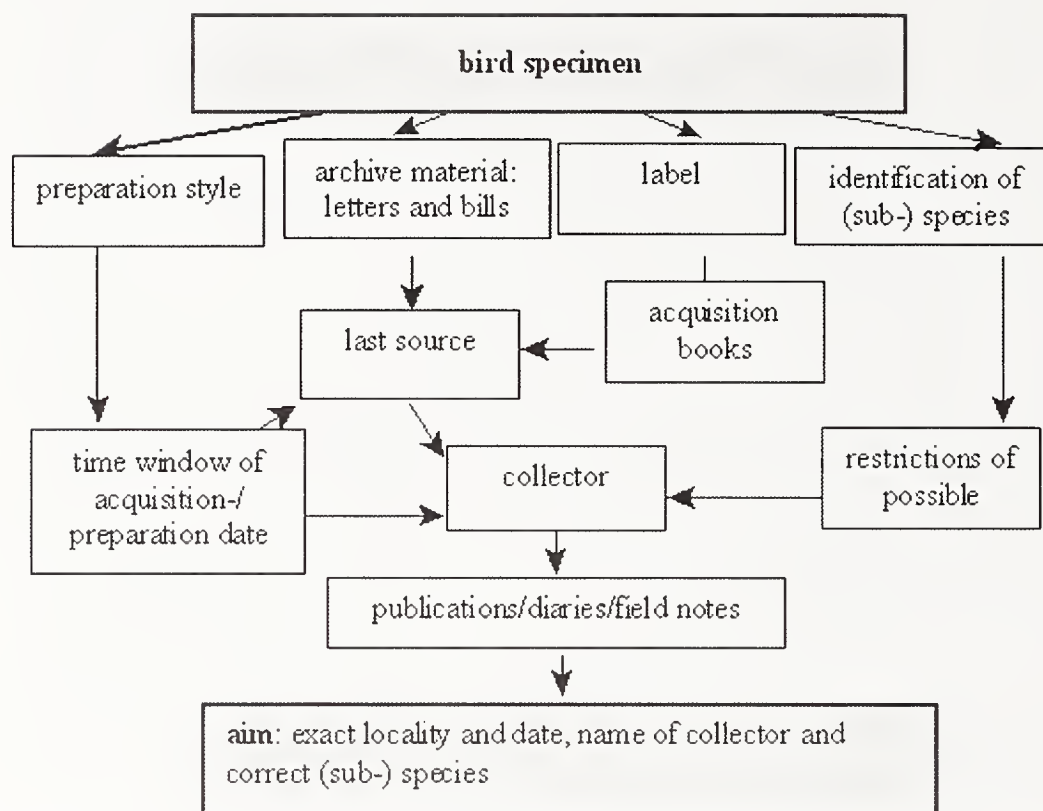 bird specimen
preparation style
archive material:
letters and bills
label
identification of
(sub-) species
last source
acquisition
books
time window of
acquisition-/
preparation date
collector
restrictions of
possible
publications/diaries/field notes
aim: exact locality and date, name of collector and
correct (sub-) species